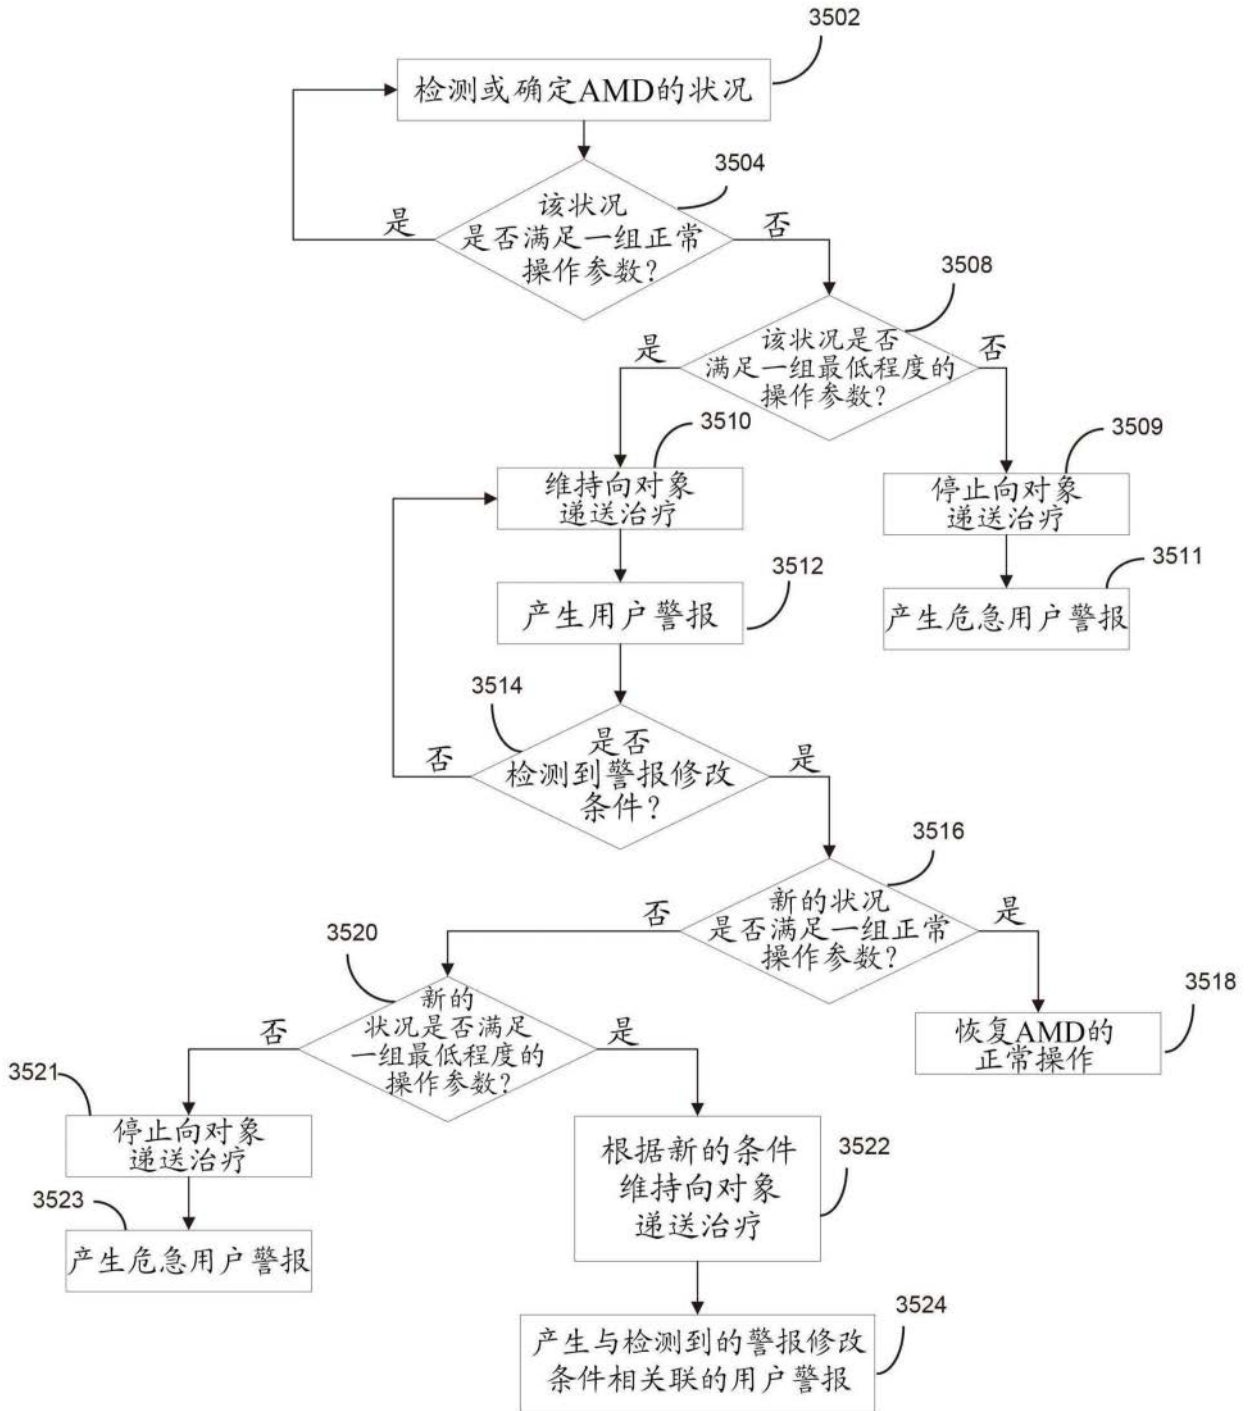 3502
检测或确定AMD的状况
3504
该状况
是否满足一组正常
操作参数?
是
否
3508
该状况是否
满足一组最低程度的
操作参数?
是
否
3510
维持向对象
递送治疗
3509
停止向对象
递送治疗
3512
产生用户警报
3511
产生危急用户警报
3514
是否
检测到警报修改
条件?
否
是
3516
新的状况
是否满足一组正常
操作参数?
否
是
3520
新的
状况是否满足
一组最低程度的
操作参数?
否
是
3518
恢复AMD的
正常操作
3521
停止向对象
递送治疗
3522
根据新的条件
维持向对象
递送治疗
3523
产生危急用户警报
3524
产生与检测到的警报修改
条件相关联的用户警报